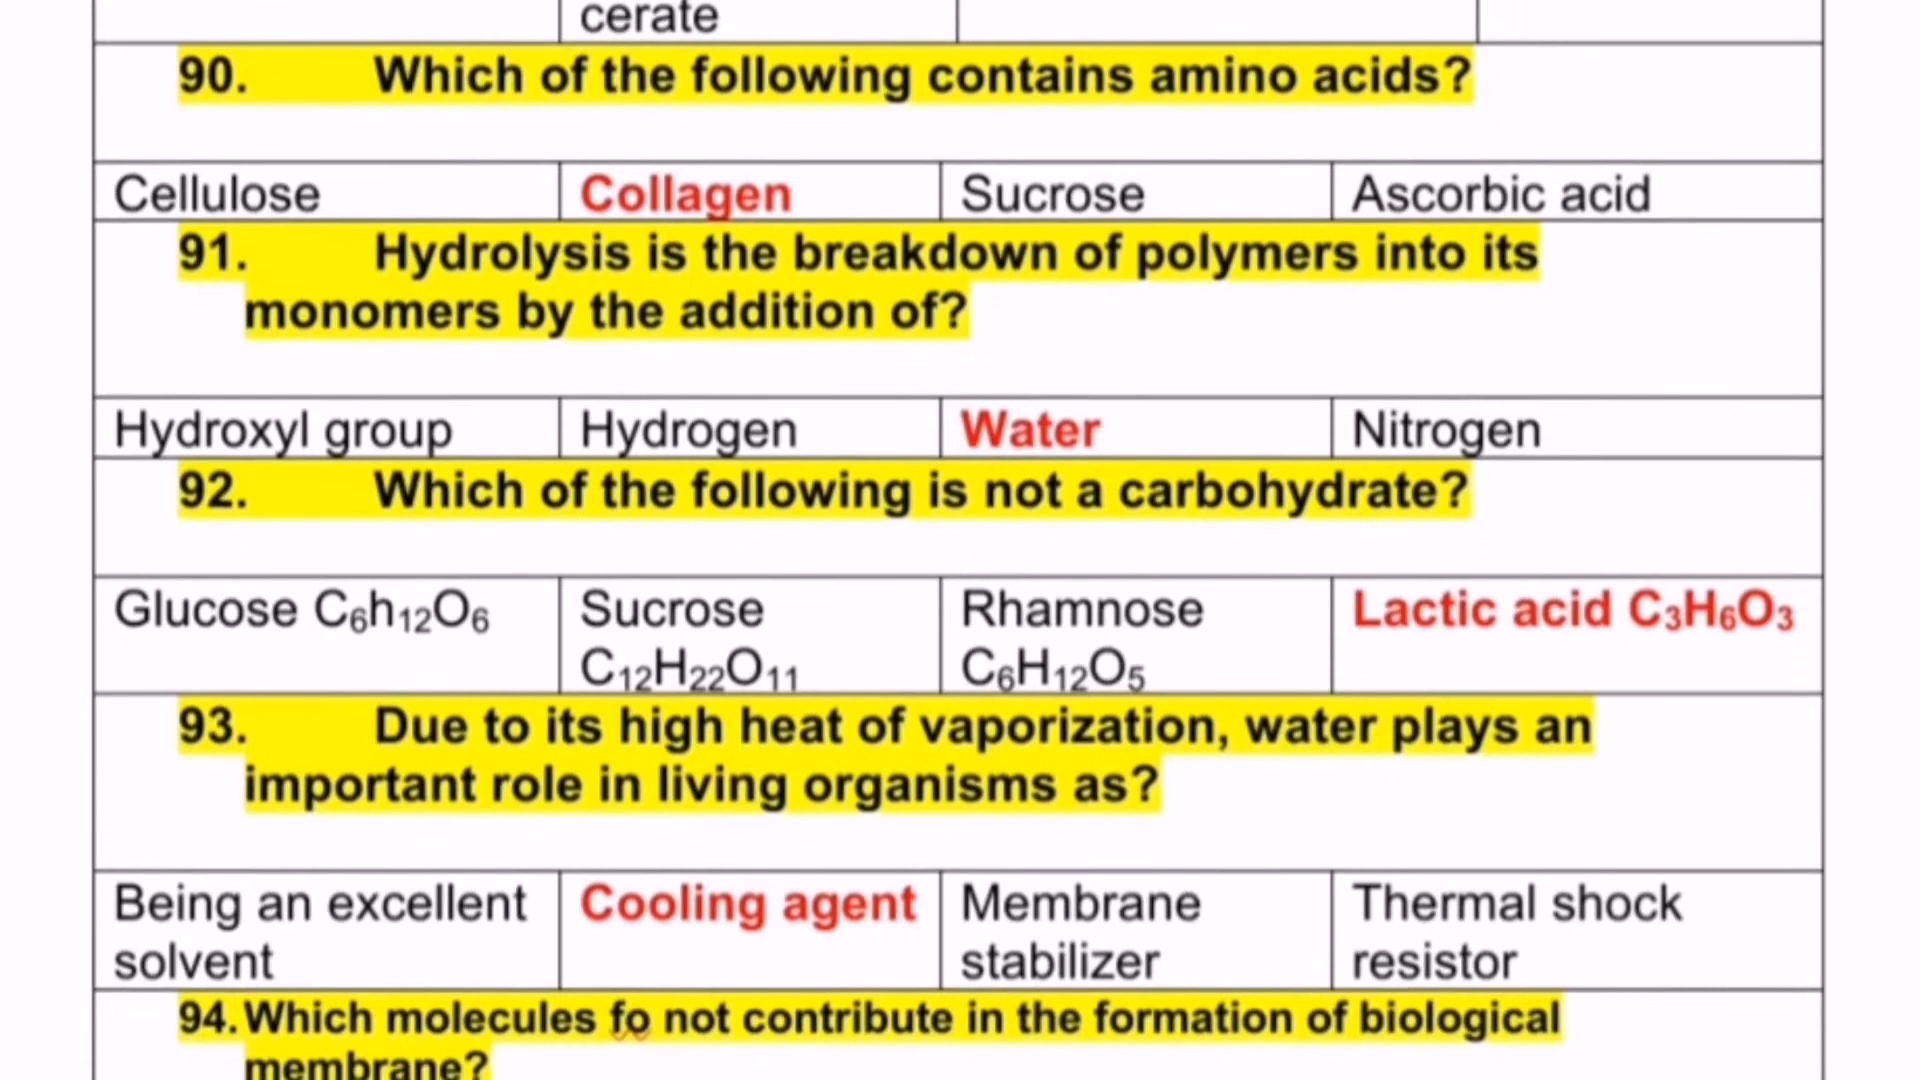 cerate
90. Which of the following contains amino acids?
Cellulose Collagen Sucrose Ascorbic acid
91. Hydrolysis is the breakdown of polymers into its
monomers by the addition of?
Hydroxyl group Hydrogen Water Nitrogen
92. Which of the following is not a carbohydrate?
Glucose C₆h₁₂O₆ Sucrose Rhamnose Lactic acid C₃H₆O₃
C₁₂H₂₂O₁₁ C₆H₁₂O₅
93. Due to its high heat of vaporization, water plays an
important role in living organisms as?
Being an excellent Cooling agent Membrane Thermal shock
solvent stabilizer resistor
94. Which molecules fo not contribute in the formation of biological
membrane?